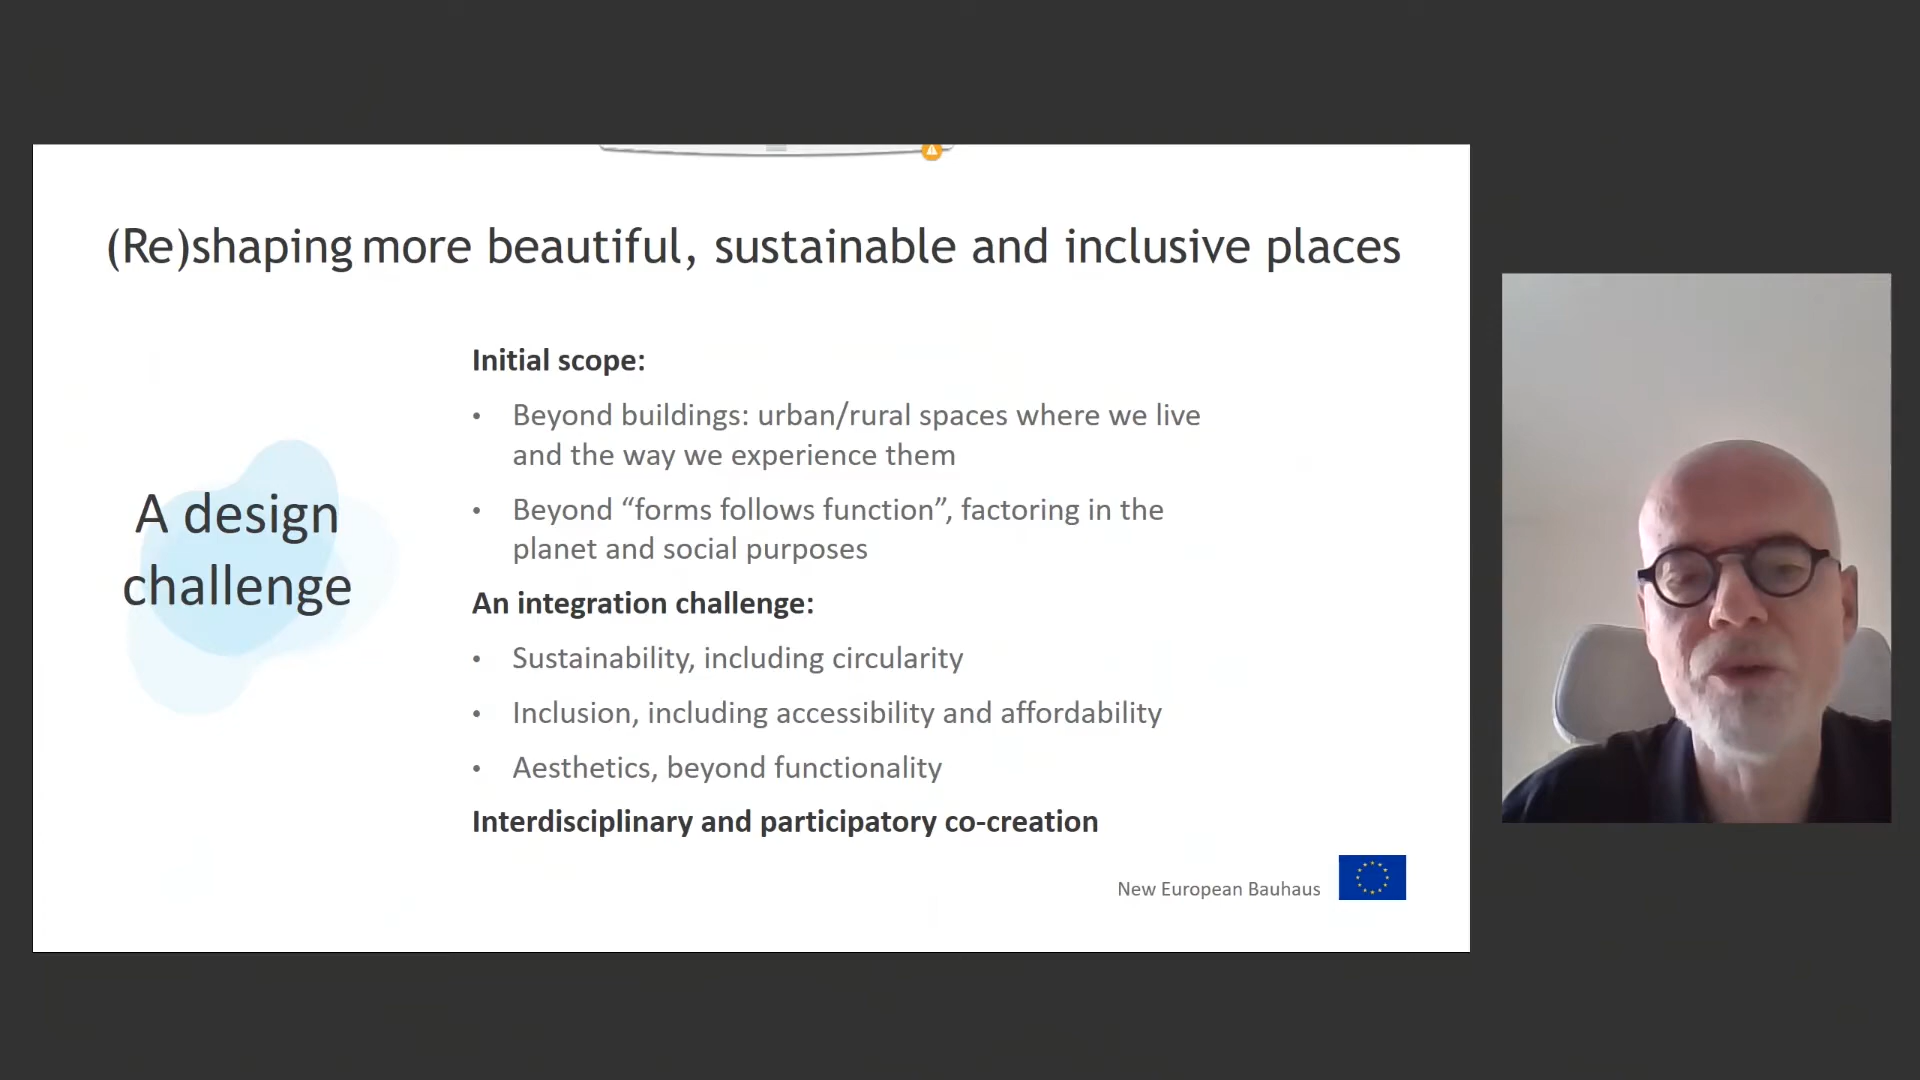 (Re)shaping more beautiful, sustainable and inclusive places
A design
challenge
Initial scope:
• Beyond buildings: urban/rural spaces where we live
and the way we experience them
• Beyond “forms follows function”, factoring in the
planet and social purposes
An integration challenge:
• Sustainability, including circularity
• Inclusion, including accessibility and affordability
• Aesthetics, beyond functionality
Interdisciplinary and participatory co-creation
New European Bauhaus